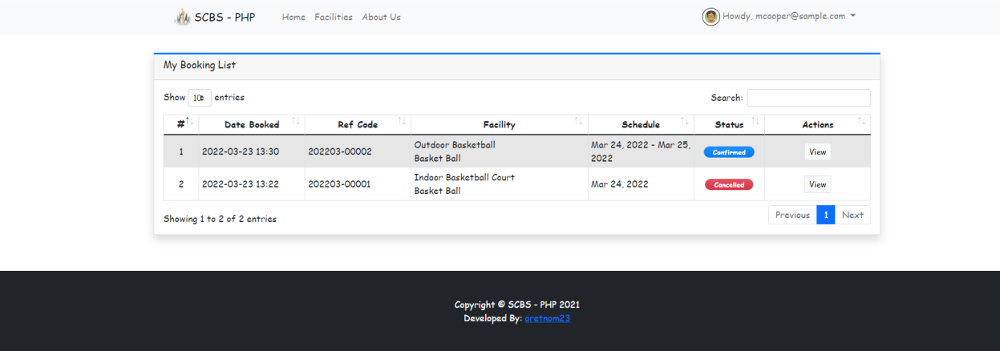 SCBS - PHP Home Facilities About Us Howdy, mcooper@sample.com
My Booking List
Show 10 entries Search:
# Date Booked Ref Code Facility Schedule Status Actions
1 2022-03-23 13:30 202203-00002 Outdoor Basketball Mar 24, 2022 - Mar 25, Confirmed View
Basket Ball 2022
2 2022-03-23 13:22 202203-00001 Indoor Basketball Court Mar 24, 2022 Cancelled View
Basket Ball
Showing 1 to 2 of 2 entries Previous 1 Next
Copyright © SCBS - PHP 2021
Developed By: oretnom23